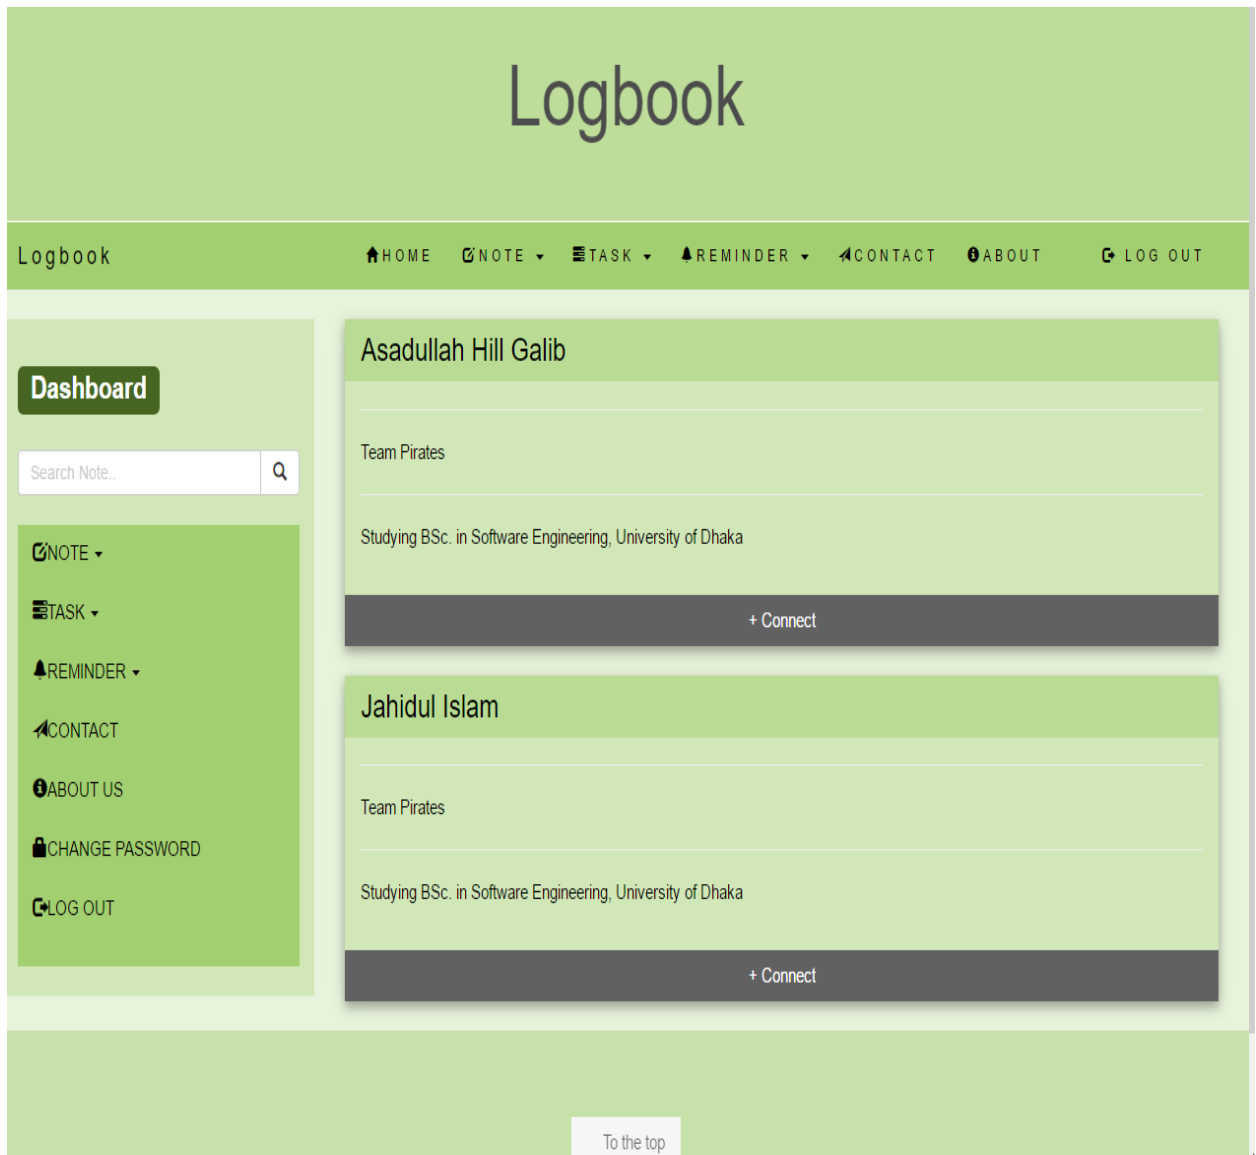 Logbook
Logbook HOME NOTE TASK REMINDER CONTACT ABOUT LOG OUT
Dashboard
Search Note..
NOTE
TASK
REMINDER
CONTACT
ABOUT US
CHANGE PASSWORD
LOG OUT
Asadullah Hill Galib
Team Pirates
Studying BSc. in Software Engineering, University of Dhaka
+ Connect
Jahidul Islam
Team Pirates
Studying BSc. in Software Engineering, University of Dhaka
+ Connect
To the top